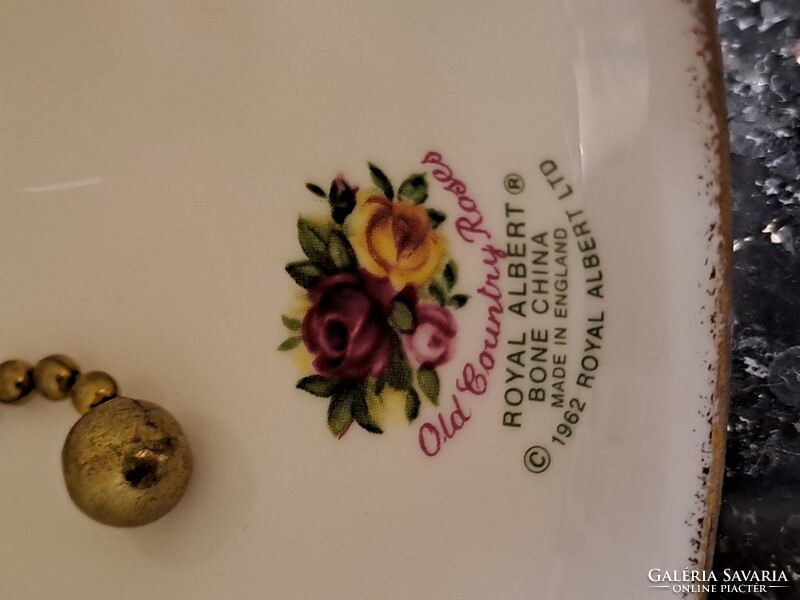 Old Country Roses
ROYAL ALBERT ®
BONE CHINA
MADE IN ENGLAND
© 1962 ROYAL ALBERT LTD
GALÉRIA SAVARIA
ONLINE PIACTÉR